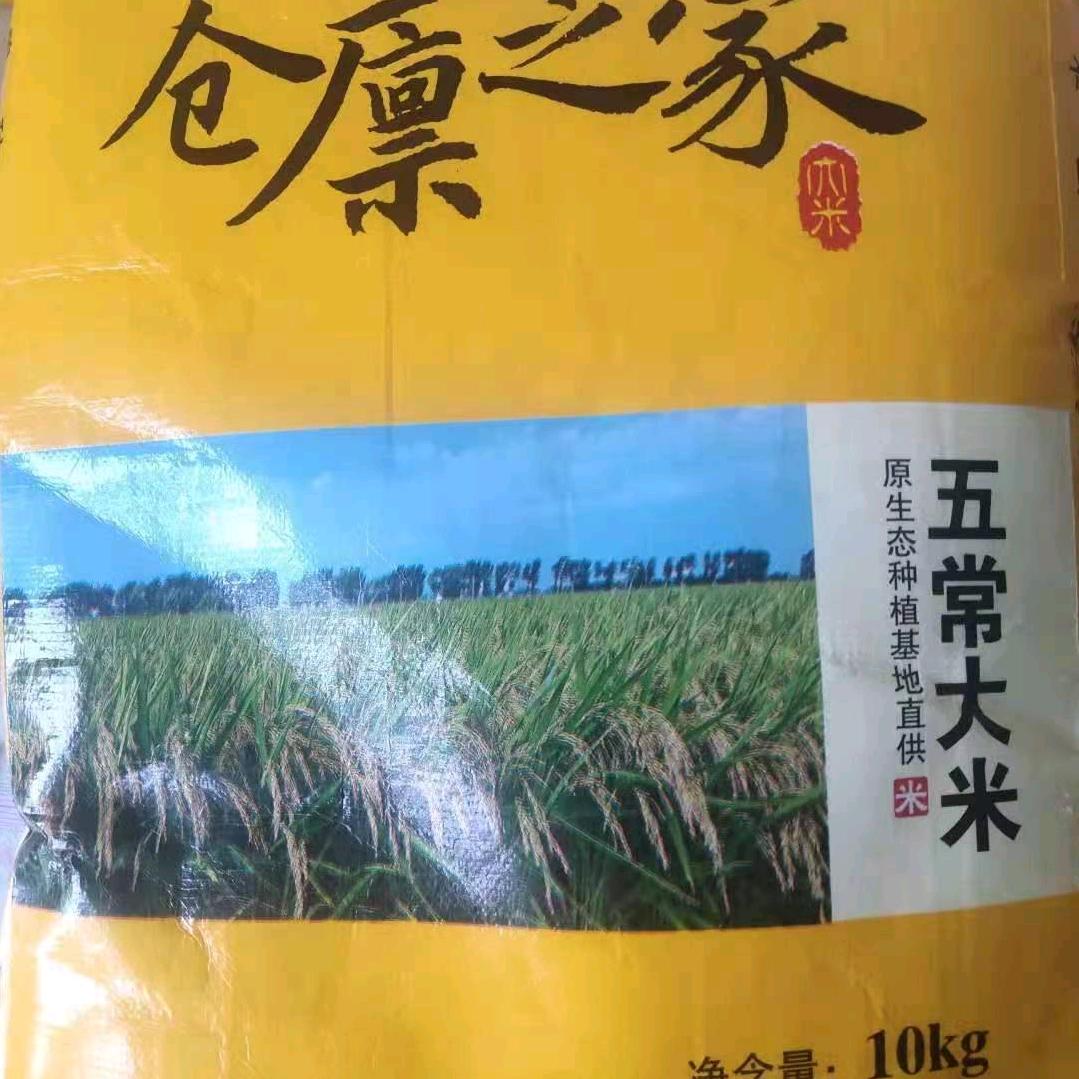 仓廪之家
大米
五常大米
原生态种植基地直供
米
净含量：10kg